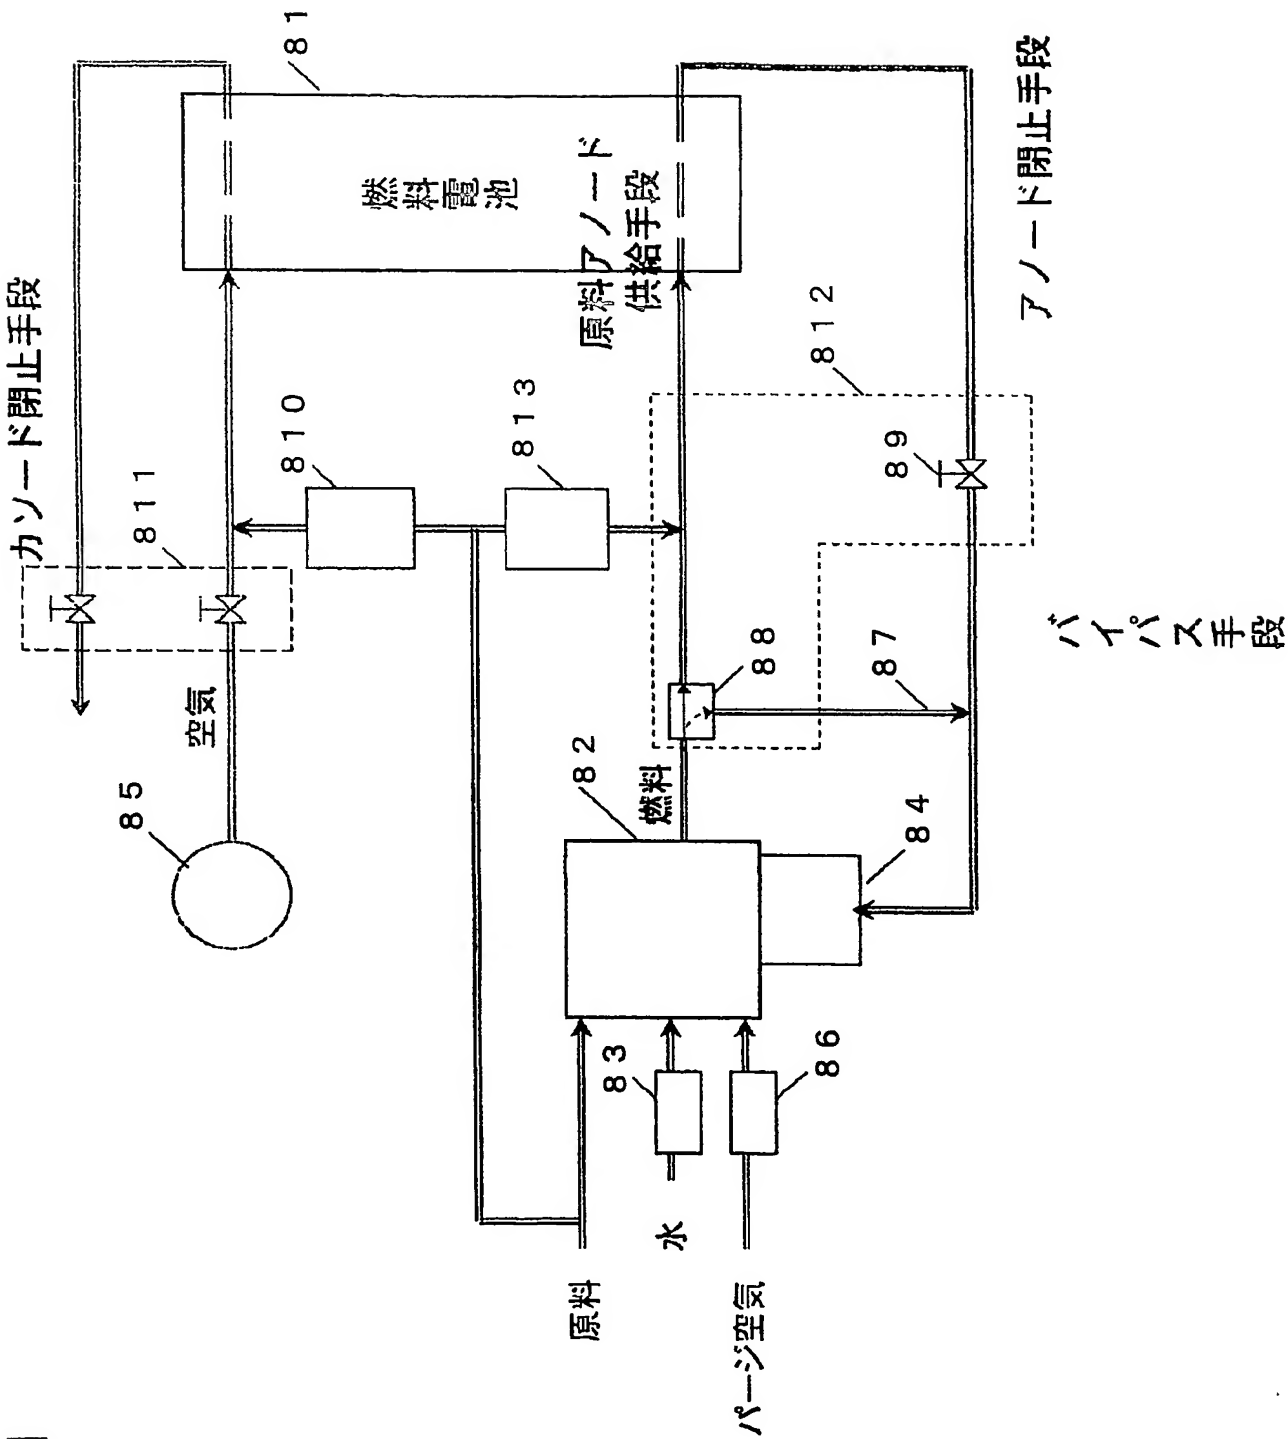 カソード閉止手段
811
空気
85
81
燃料電池
810
813
原料アノード
供給手段
812
89
アノード閉止手段
88
87
バイパス手段
燃料
82
84
83
86
原料
水
パージ空気